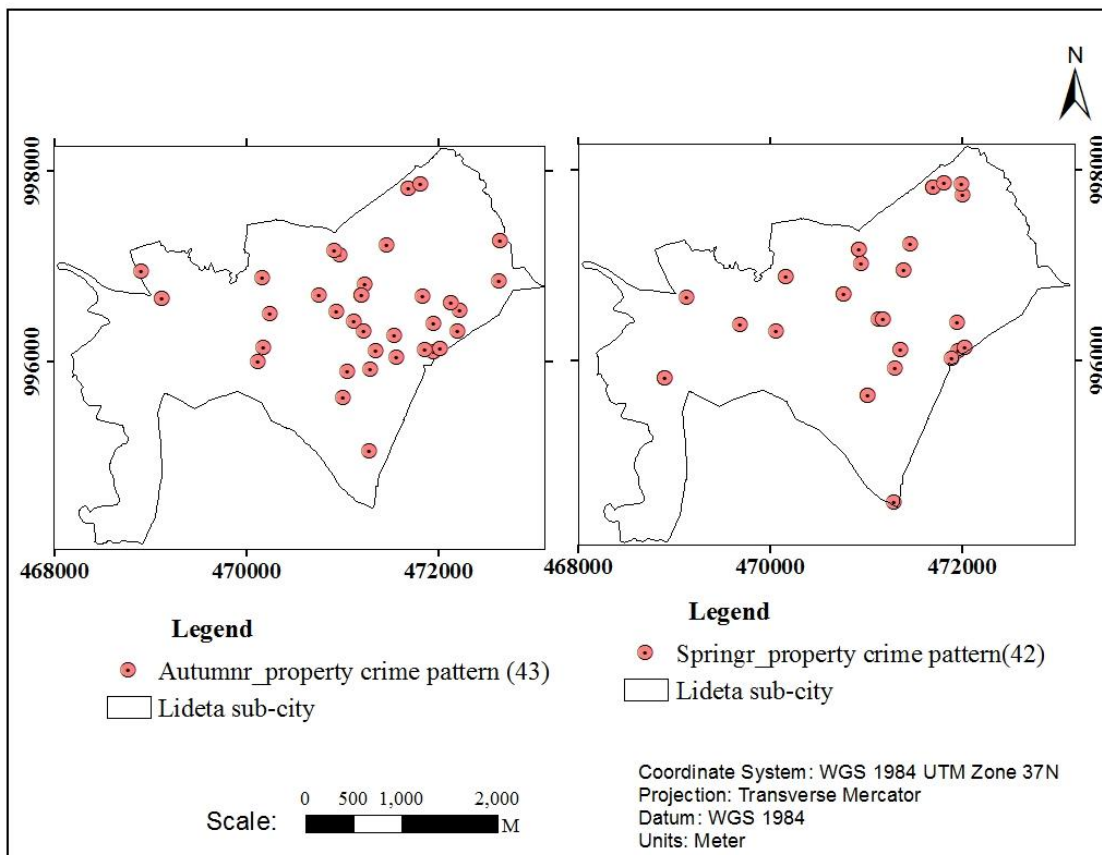 N
998000
996000
468000 470000 472000
998000
996000
468000 470000 472000
Legend
Autumnr_property crime pattern (43)
Lideta sub-city
Legend
Springr_property crime pattern(42)
Lideta sub-city
Scale:
0 500 1,000 2,000
M
Coordinate System: WGS 1984 UTM Zone 37N
Projection: Transverse Mercator
Datum: WGS 1984
Units: Meter